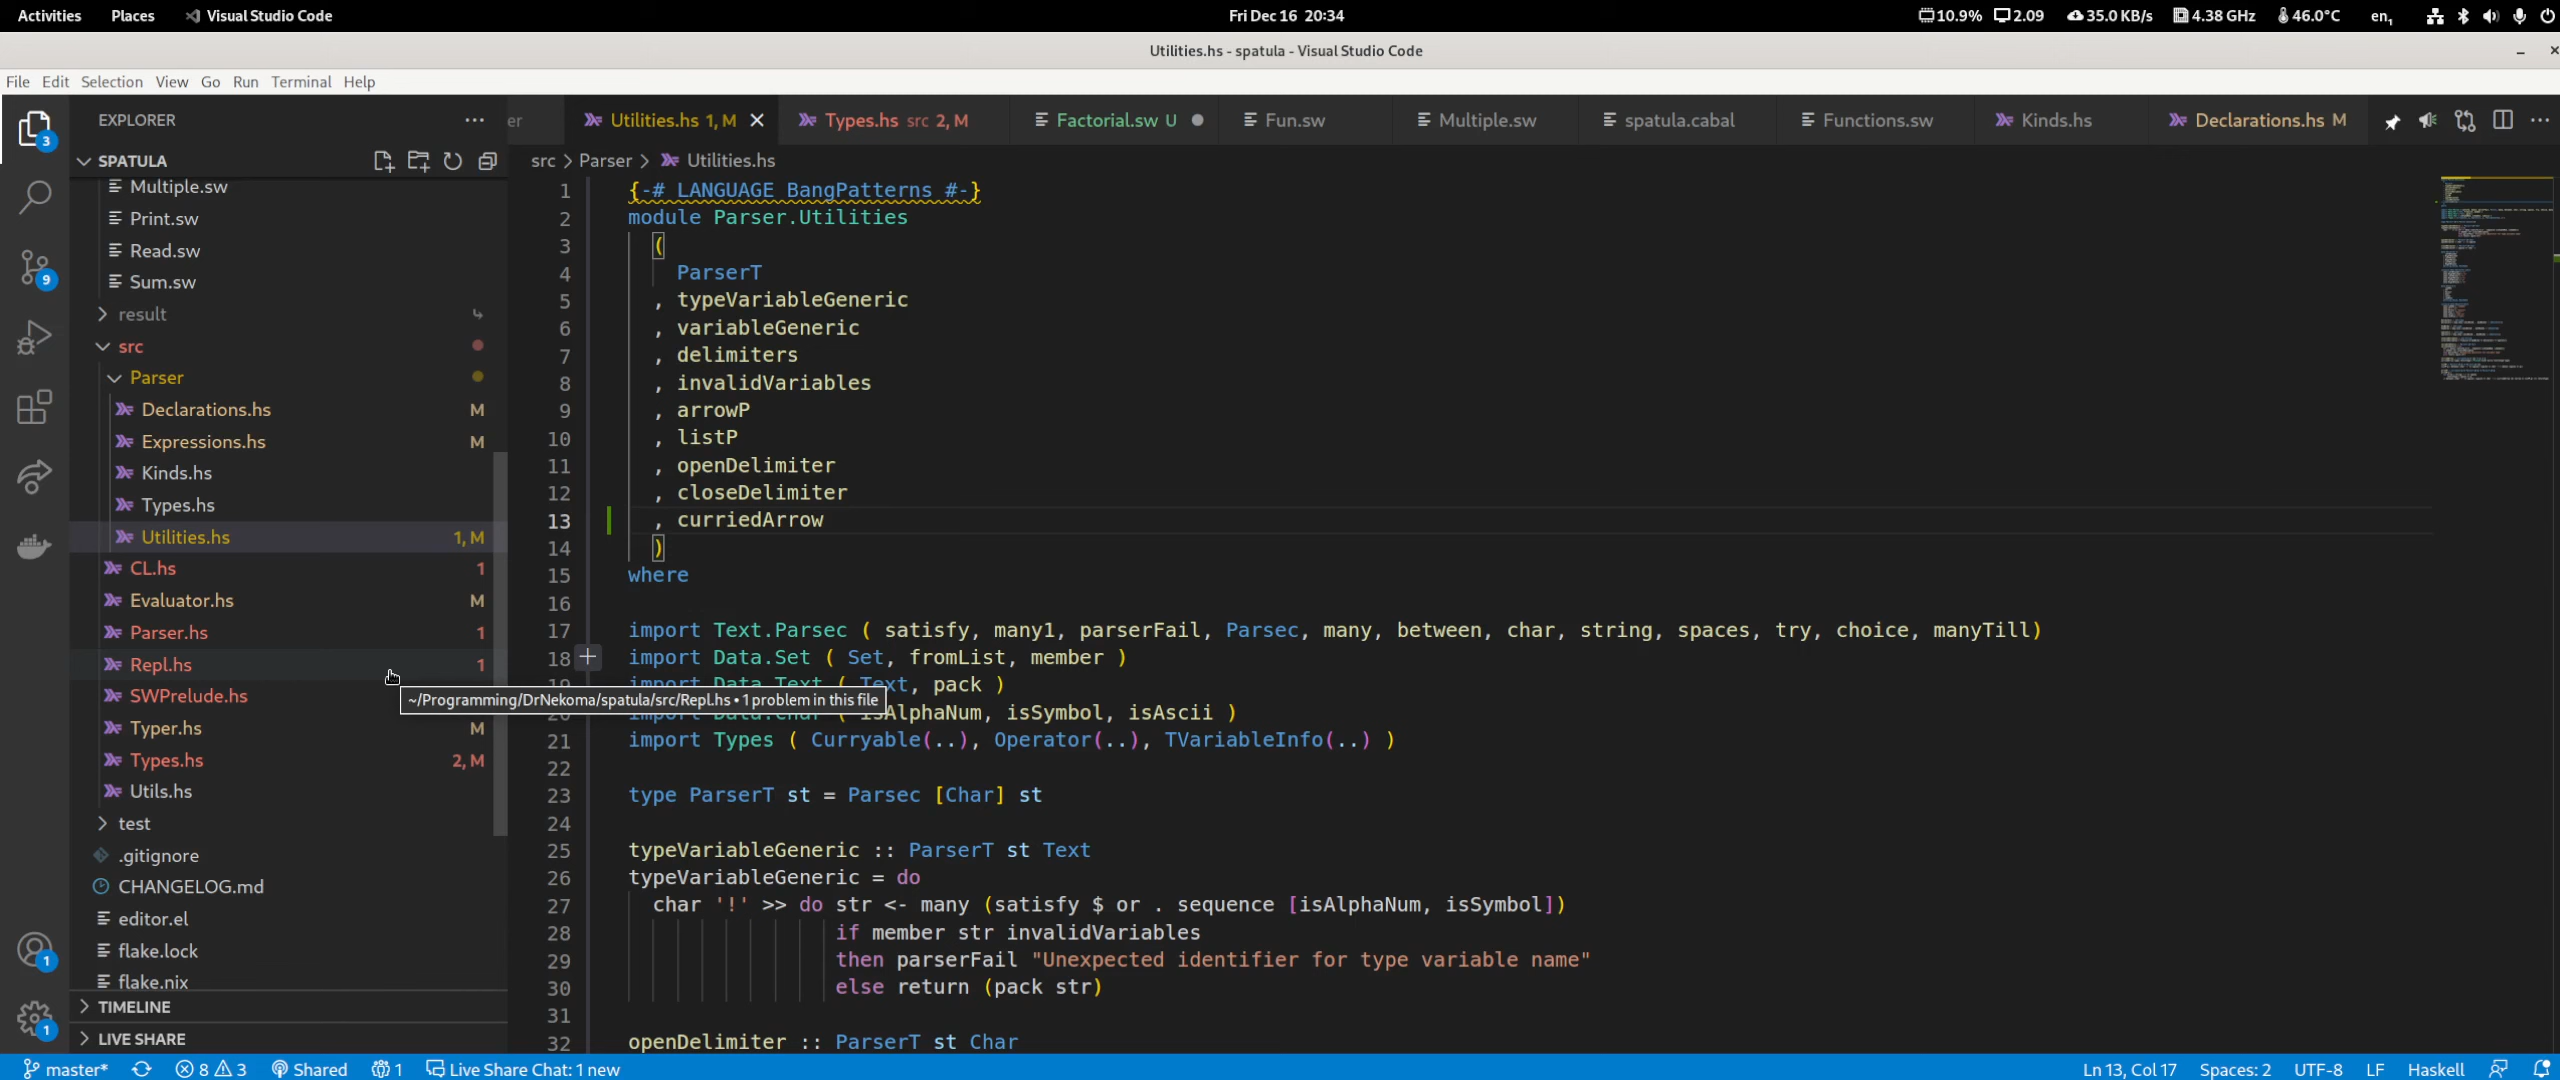 Activities Places Visual Studio Code Fri Dec 16 20:34 10.9% 2.09 35.0 KB/s 4.38 GHz 46.0°C en₁
Utilities.hs - spatula - Visual Studio Code
File Edit Selection View Go Run Terminal Help
EXPLORER
SPATULA
Multiple.sw
Print.sw
Read.sw
Sum.sw
result
src
Parser
Declarations.hs M
Expressions.hs M
Kinds.hs
Types.hs
Utilities.hs 1, M
CL.hs 1
Evaluator.hs M
Parser.hs 1
Repl.hs 1
SWPrelude.hs
Typer.hs M
Types.hs 2, M
Utils.hs
test
.gitignore
CHANGELOG.md
editor.el
flake.lock
flake.nix
TIMELINE
LIVE SHARE
3
9
1
1
er Utilities.hs 1, M Types.hs src 2, M Factorial.sw U Fun.sw Multiple.sw spatula.cabal Functions.sw Kinds.hs Declarations.hs M
src > Parser > Utilities.hs
1 {-# LANGUAGE BangPatterns #-}
2 module Parser.Utilities
3 (
4 ParserT
5 , typeVariableGeneric
6 , variableGeneric
7 , delimiters
8 , invalidVariables
9 , arrowP
10 , listP
11 , openDelimiter
12 , closeDelimiter
13 , curriedArrow
14 )
15 where
16
17 import Text.Parsec ( satisfy, many1, parserFail, Parsec, many, between, char, string, spaces, try, choice, manyTill)
18 import Data.Set ( Set, fromList, member )
19 import Data.Text ( Text, pack )
~/Programming/DrNekoma/spatula/src/Repl.hs • 1 problem in this file
20 import Data.Char ( isAlphaNum, isSymbol, isAscii )
21 import Types ( Curryable(..), Operator(..), TVariableInfo(..) )
22
23 type ParserT st = Parsec [Char] st
24
25 typeVariableGeneric :: ParserT st Text
26 typeVariableGeneric = do
27 char '!' >> do str <- many (satisfy $ or . sequence [isAlphaNum, isSymbol])
28 if member str invalidVariables
29 then parserFail "Unexpected identifier for type variable name"
30 else return (pack str)
31
32 openDelimiter :: ParserT st Char
master* 8 3 Shared 1 Live Share Chat: 1 new Ln 13, Col 17 Spaces: 2 UTF-8 LF Haskell